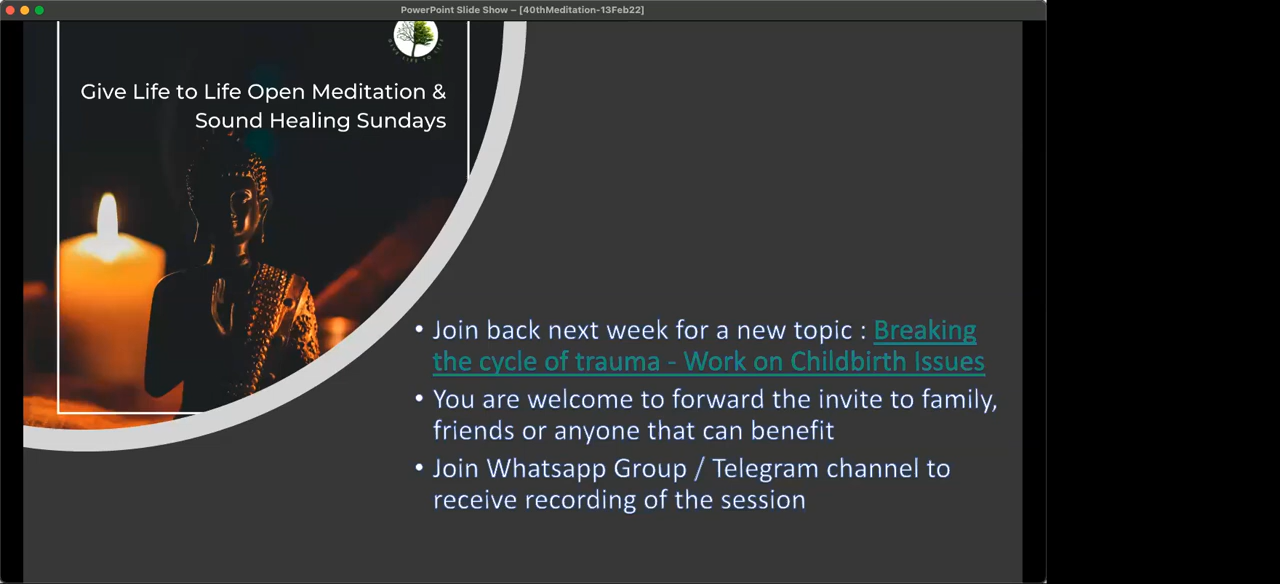 PowerPoint Slide Show – [40thMeditation-13Feb22]
Give Life to Life Open Meditation &
Sound Healing Sundays
• Join back next week for a new topic : Breaking
the cycle of trauma - Work on Childbirth Issues
• You are welcome to forward the invite to family,
friends or anyone that can benefit
• Join Whatsapp Group / Telegram channel to
receive recording of the session